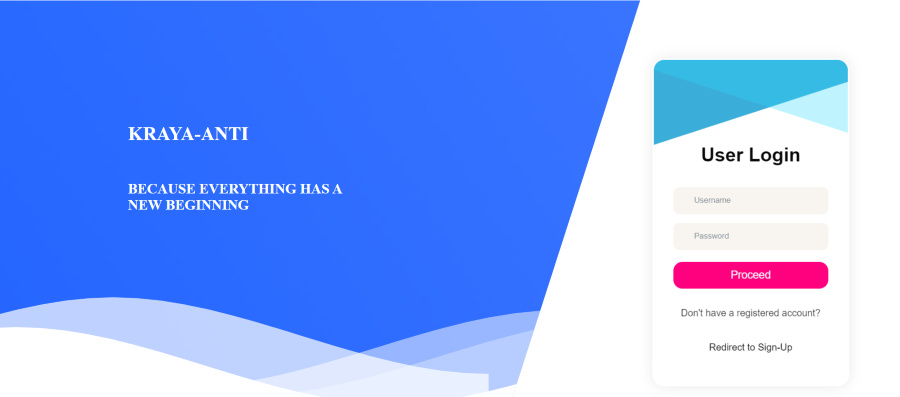 KRAYA-ANTI
BECAUSE EVERYTHING HAS A
NEW BEGINNING
User Login
Username
Password
Proceed
Don't have a registered account?
Redirect to Sign-Up